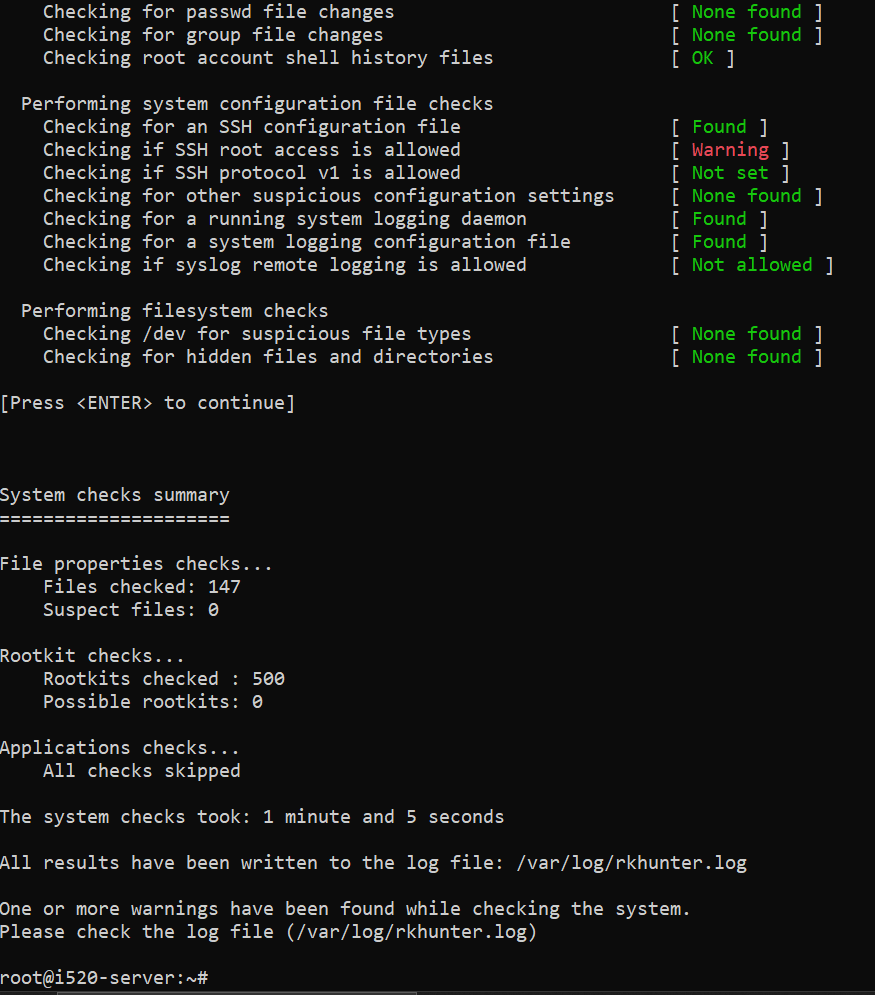 Checking for passwd file changes [ None found ]
Checking for group file changes [ None found ]
Checking root account shell history files [ OK ]
Performing system configuration file checks
Checking for an SSH configuration file [ Found ]
Checking if SSH root access is allowed [ Warning ]
Checking if SSH protocol v1 is allowed [ Not set ]
Checking for other suspicious configuration settings [ None found ]
Checking for a running system logging daemon [ Found ]
Checking for a system logging configuration file [ Found ]
Checking if syslog remote logging is allowed [ Not allowed ]
Performing filesystem checks
Checking /dev for suspicious file types [ None found ]
Checking for hidden files and directories [ None found ]
[Press <ENTER> to continue]
System checks summary
=====================
File properties checks...
Files checked: 147
Suspect files: 0
Rootkit checks...
Rootkits checked : 500
Possible rootkits: 0
Applications checks...
All checks skipped
The system checks took: 1 minute and 5 seconds
All results have been written to the log file: /var/log/rkhunter.log
One or more warnings have been found while checking the system.
Please check the log file (/var/log/rkhunter.log)
root@i520-server:~#